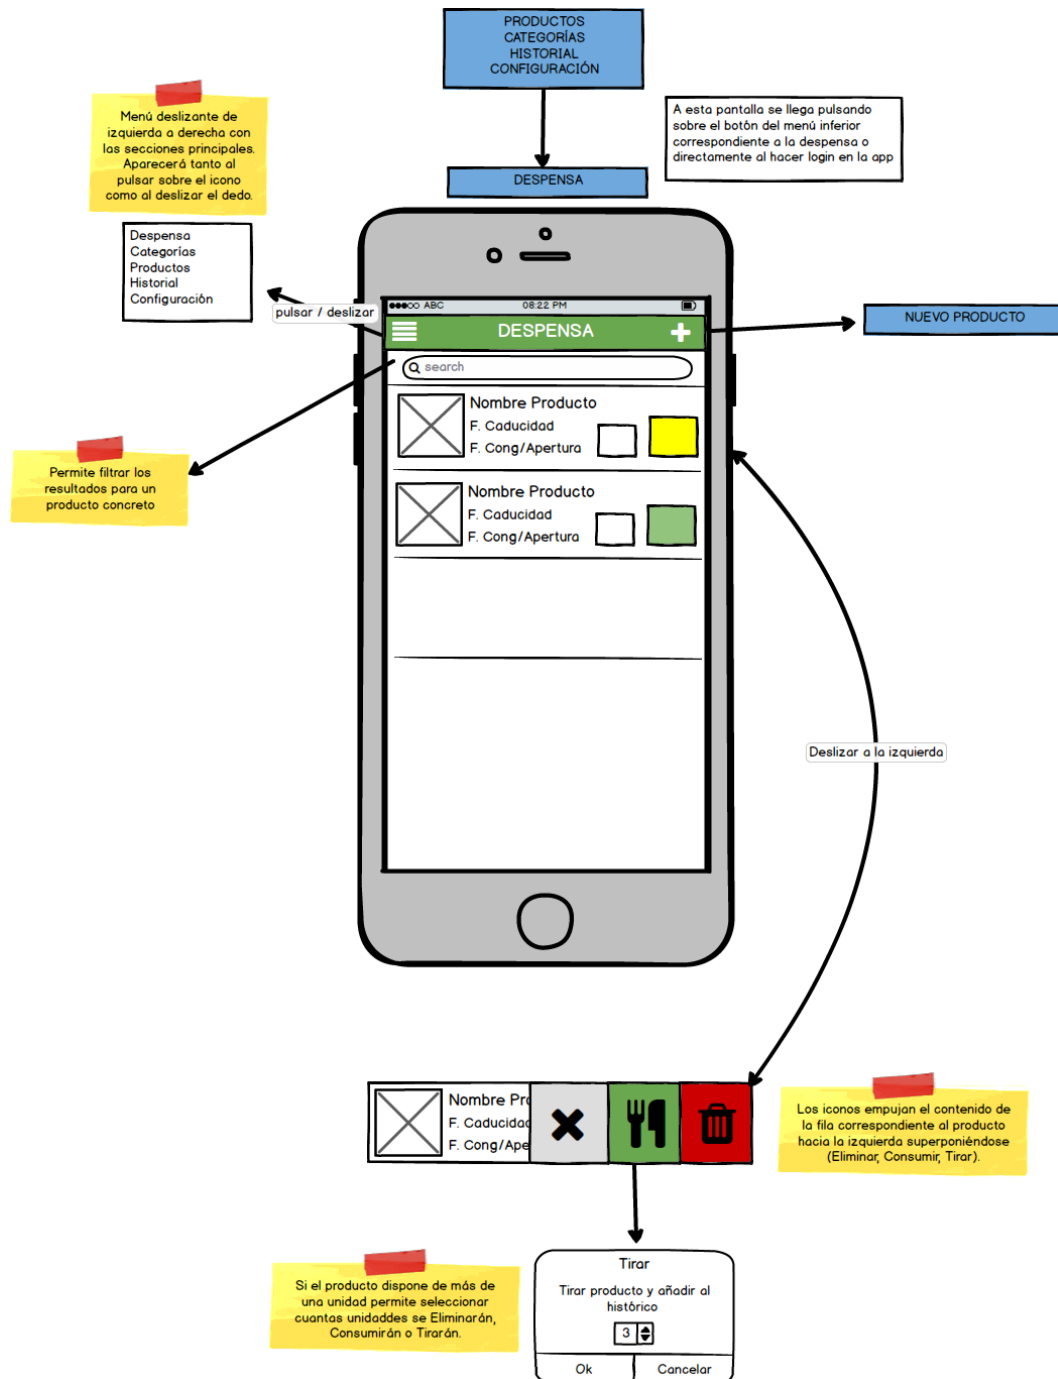 PRODUCTOS
CATEGORÍAS
HISTORIAL
CONFIGURACIÓN
Menú deslizante de
izquierda a derecha con
las secciones principales.
Aparecerá tanto al
pulsar sobre el icono
como al deslizar el dedo.
A esta pantalla se llega pulsando
sobre el botón del menú inferior
correspondiente a la despensa o
directamente al hacer login en la app
DESPENSA
Despensa
Categorías
Productos
Historial
Configuración
pulsar / deslizar
ABC 08:22 PM
DESPENSA
NUEVO PRODUCTO
search
Nombre Producto
F. Caducidad
F. Cong/Apertura
Permite filtrar los
resultados para un
producto concreto
Nombre Producto
F. Caducidad
F. Cong/Apertura
Deslizar a la izquierda
Nombre Pro
F. Caducidad
F. Cong/Ape
Los iconos empujan el contenido de
la fila correspondiente al producto
hacia la izquierda superponiéndose
(Eliminar, Consumir, Tirar).
Si el producto dispone de más de
una unidad permite seleccionar
cuantas unidaddes se Eliminarán,
Consumirán o Tirarán.
Tirar
Tirar producto y añadir al
histórico
3
Ok Cancelar